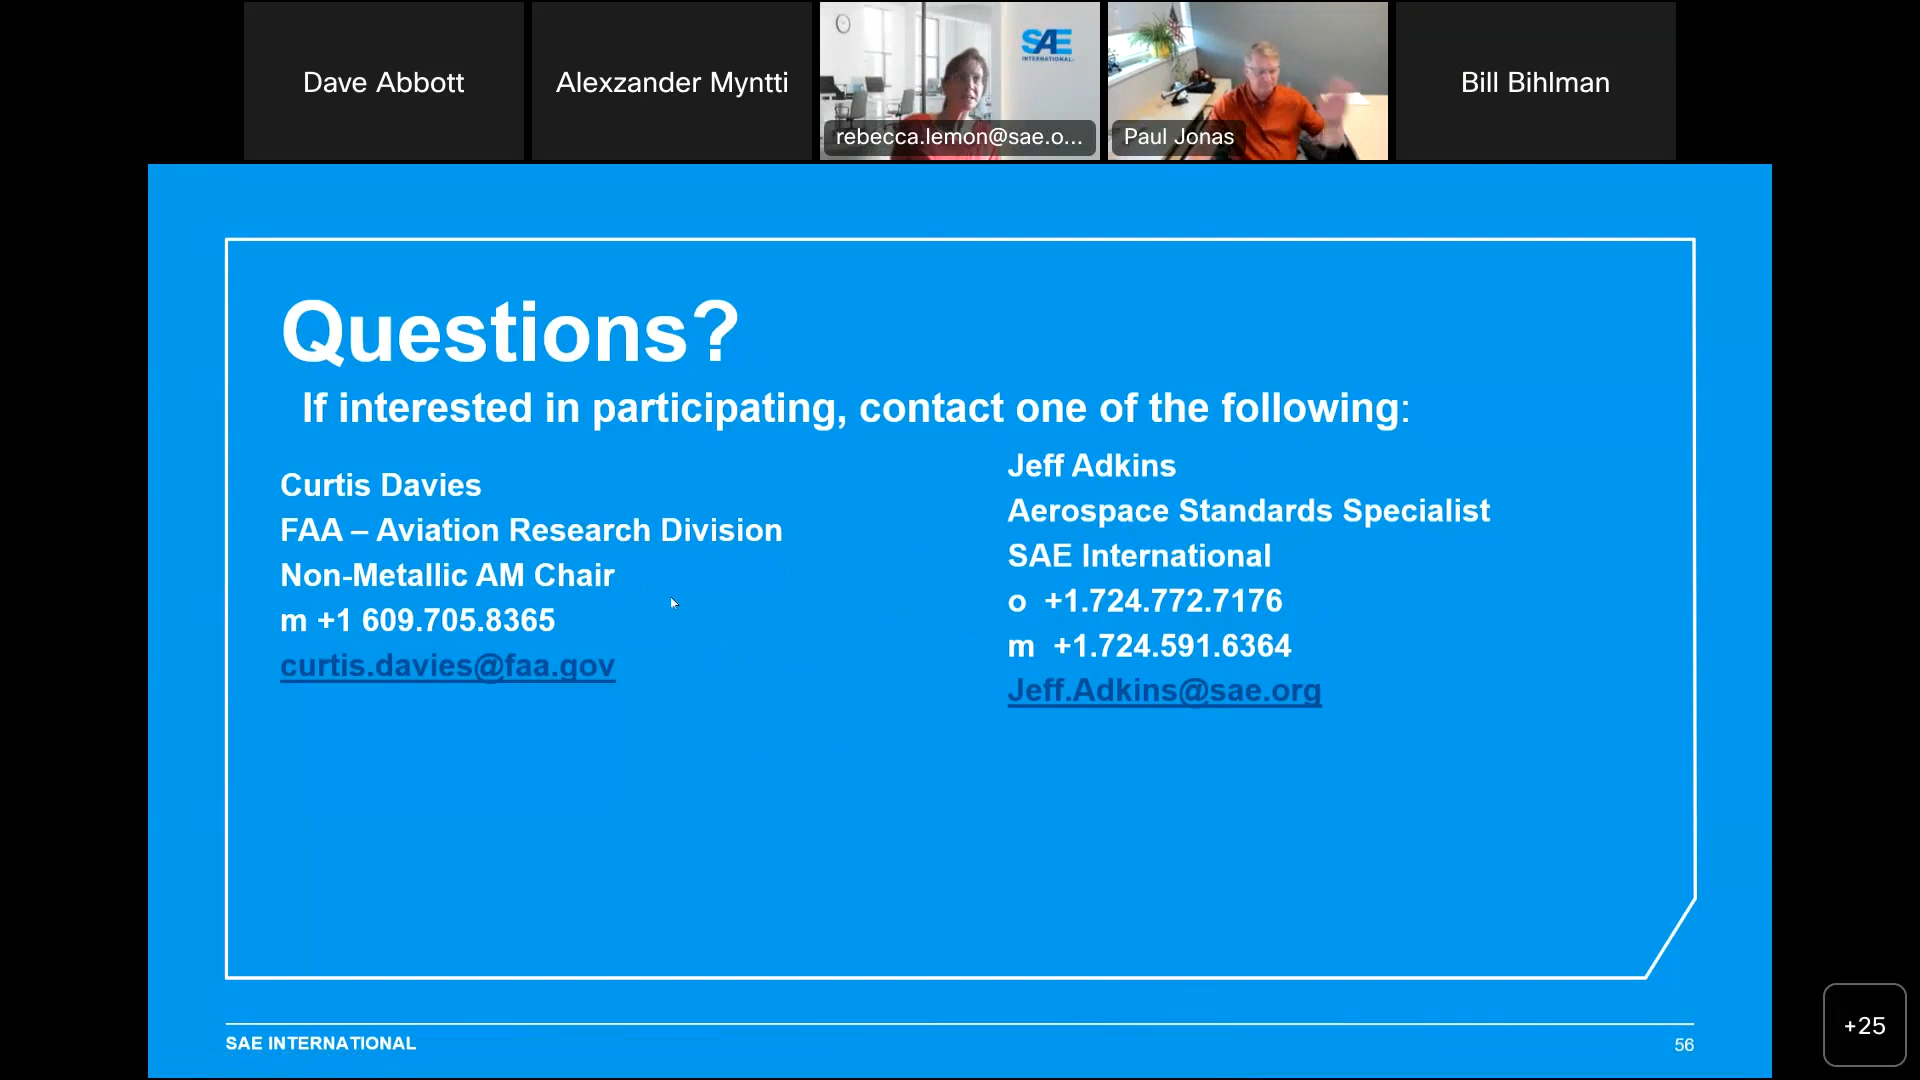 Dave Abbott
Alexzander Myntti
SAE
INTERNATIONAL
rebecca.lemon@sae.o...
Paul Jonas
Bill Bihlman
Questions?
If interested in participating, contact one of the following:
Curtis Davies
FAA – Aviation Research Division
Non-Metallic AM Chair
m +1 609.705.8365
curtis.davies@faa.gov
Jeff Adkins
Aerospace Standards Specialist
SAE International
o +1.724.772.7176
m +1.724.591.6364
Jeff.Adkins@sae.org
SAE INTERNATIONAL
56
+25